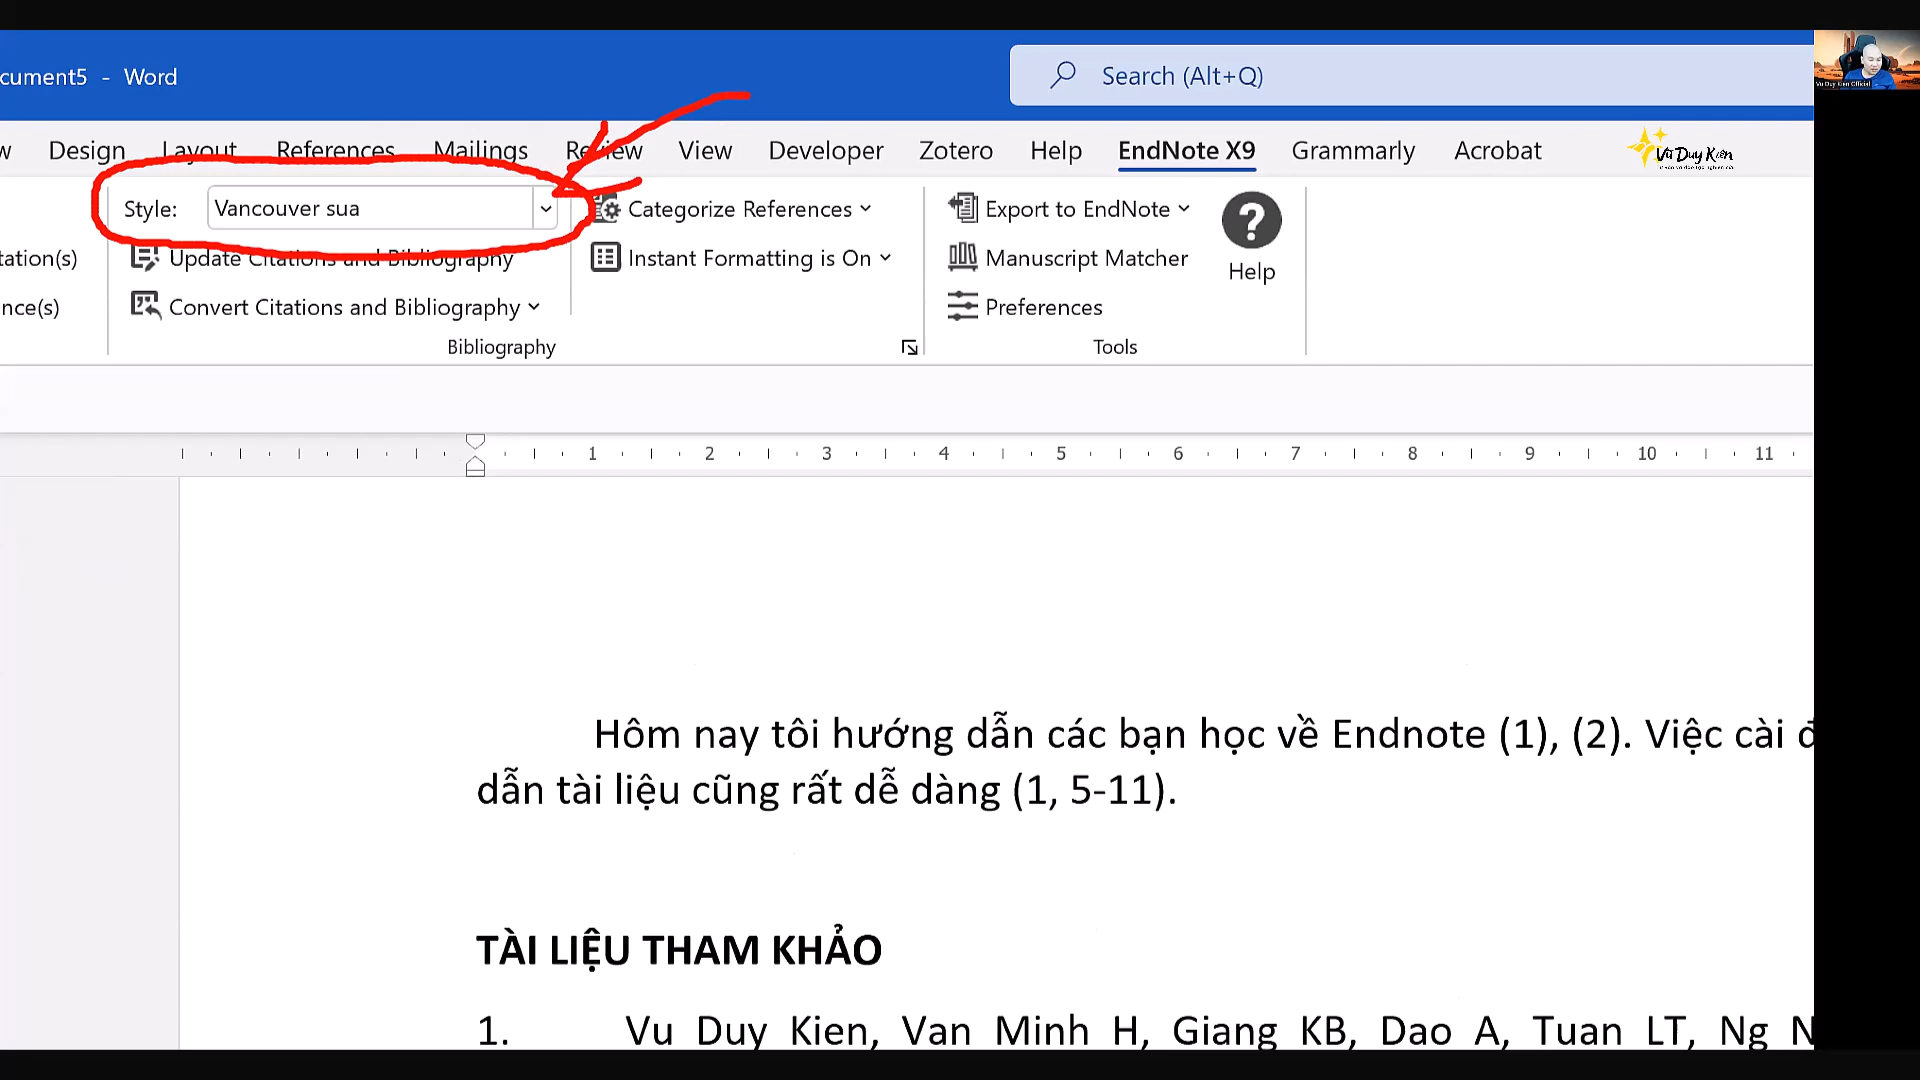 cument5 - Word
Search (Alt+Q)
Vu Duy Kien Official
w Design Layout References Mailings Review View Developer Zotero Help EndNote X9 Grammarly Acrobat
Vũ Duy Kiên
Style: Vancouver sua
Categorize References
Export to EndNote
tation(s)
Update Citations and Bibliography
Instant Formatting is On
Manuscript Matcher
Help
nce(s)
Convert Citations and Bibliography
Preferences
Bibliography
Tools
1 2 3 4 5 6 7 8 9 10 11
Hôm nay tôi hướng dẫn các bạn học về Endnote (1), (2). Việc cài đ
dẫn tài liệu cũng rất dễ dàng (1, 5-11).
TÀI LIỆU THAM KHẢO
1. Vu Duy Kien, Van Minh H, Giang KB, Dao A, Tuan LT, Ng N